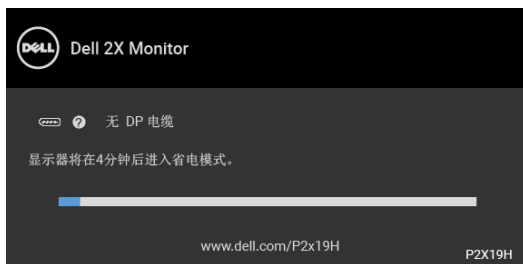 DELL Dell 2X Monitor
? 无 DP 电缆
显示器将在4分钟后进入省电模式。
www.dell.com/P2x19H
P2X19H